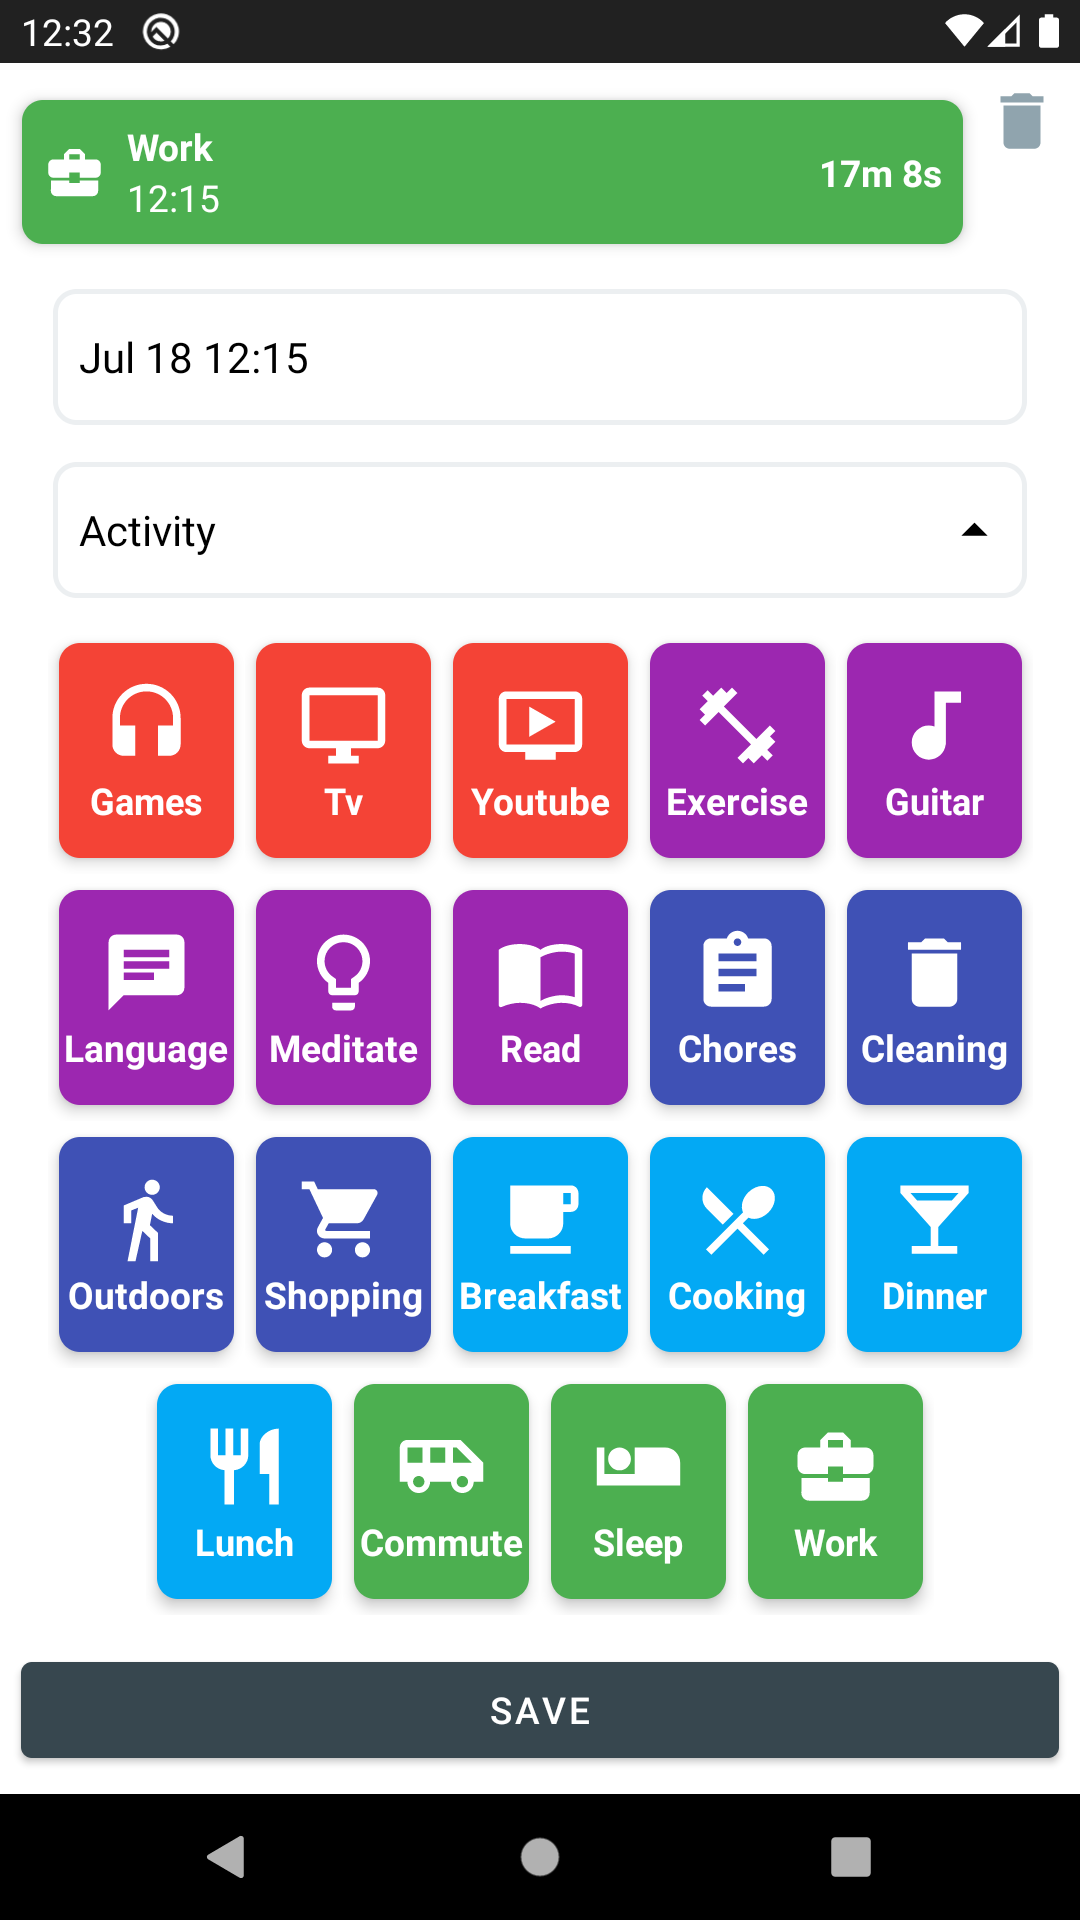 12:32
Work
12:15
17m 8s
Jul 18 12:15
Activity
Games
Tv
Youtube
Exercise
Guitar
Language
Meditate
Read
Chores
Cleaning
Outdoors
Shopping
Breakfast
Cooking
Dinner
Lunch
Commute
Sleep
Work
SAVE